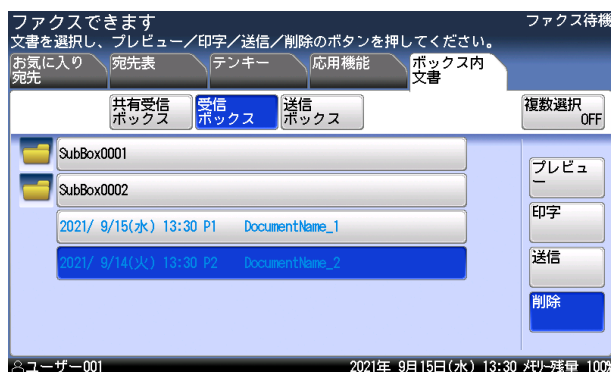 ファクスできます
ファクス待機
文書を選択し、プレビュー/印字/送信/削除のボタンを押してください。
お気に入り
宛先
宛先表
テンキー
応用機能
ボックス内
文書
共有受信
ボックス
受信
ボックス
送信
ボックス
複数選択
OFF
SubBox0001
SubBox0002
2021/ 9/15(水) 13:30 P1 DocumentName_1
2021/ 9/14(火) 13:30 P2 DocumentName_2
プレビュ
ー
印字
送信
削除
ユーザー001
2021年 9月15日(水) 13:30 メモリー残量 100%